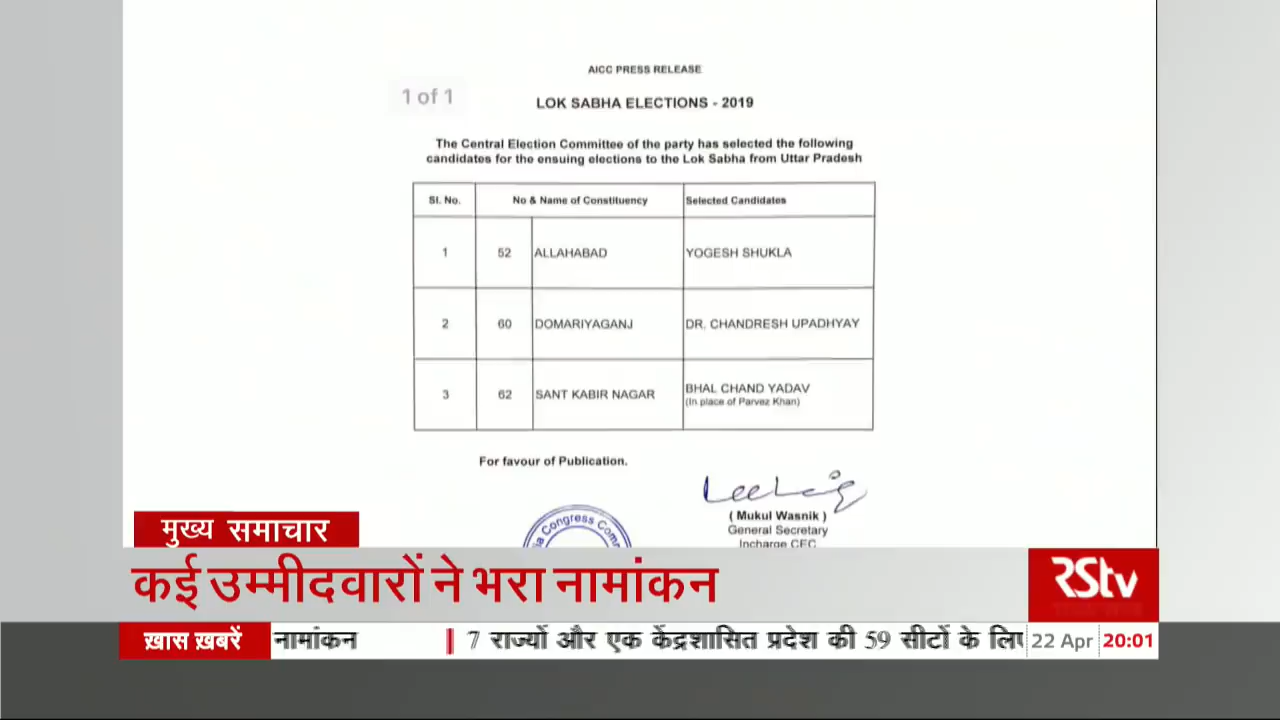 AICC PRESS RELEASE
1 of 1
LOK SABHA ELECTIONS - 2019
The Central Election Committee of the party has selected the following
candidates for the ensuing elections to the Lok Sabha from Uttar Pradesh
Sl. No. No & Name of Constituency Selected Candidates
1 52 ALLAHABAD YOGESH SHUKLA
2 60 DOMARIYAGANJ DR. CHANDRESH UPADHYAY
3 62 SANT KABIR NAGAR BHAL CHAND YADAV
(In place of Parvez Khan)
For favour of Publication.
( Mukul Wasnik )
General Secretary
Incharge CEC
Congress
मुख्य समाचार
कई उम्मीदवारों ने भरा नामांकन
RStv
ख़ास ख़बरें नामांकन | 7 राज्यों और एक केंद्रशासित प्रदेश की 59 सीटों के 22 Apr 20:01